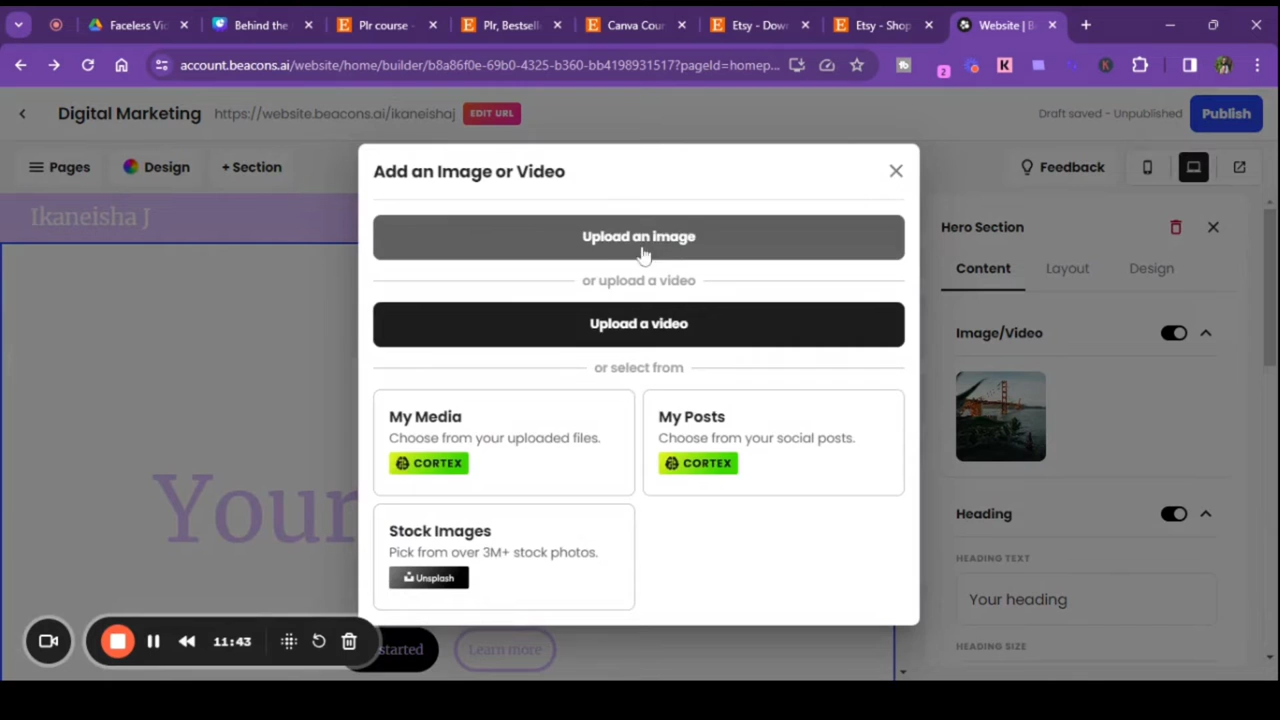 Faceless Vi
Behind the
Plr course -
Plr, Bestsel
Canva Cour
Etsy - Dow
Etsy - Shop
Website | B
account.beacons.ai/website/home/builder/b8a86f0e-69b0-4325-b360-bb4198931517?pageId=homep...
2
K
K
Digital Marketing
https://website.beacons.ai/ikaneishaj
EDIT URL
Draft saved - Unpublished
Publish
Pages
Design
+ Section
Feedback
Ikaneisha J
Your
started
Learn more
11:43
Add an Image or Video
Upload an image
or upload a video
Upload a video
or select from
My Media
Choose from your uploaded files.
CORTEX
My Posts
Choose from your social posts.
CORTEX
Stock Images
Pick from over 3M+ stock photos.
Unsplash
Hero Section
Content
Layout
Design
Image/Video
Heading
HEADING TEXT
Your heading
HEADING SIZE